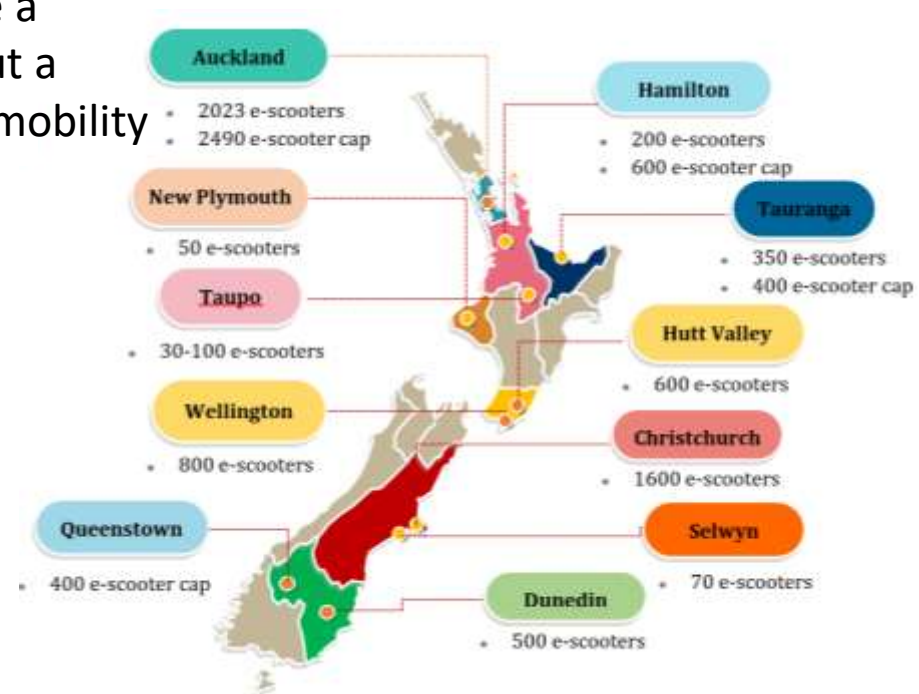 e a
ut a
mobility
Auckland
• 2023 e-scooters
• 2490 e-scooter cap
Hamilton
• 200 e-scooters
• 600 e-scooter cap
New Plymouth
• 50 e-scooters
Tauranga
• 350 e-scooters
• 400 e-scooter cap
Taupo
• 30-100 e-scooters
Hutt Valley
• 600 e-scooters
Wellington
• 800 e-scooters
Christchurch
• 1600 e-scooters
Queenstown
• 400 e-scooter cap
Selwyn
• 70 e-scooters
Dunedin
• 500 e-scooters